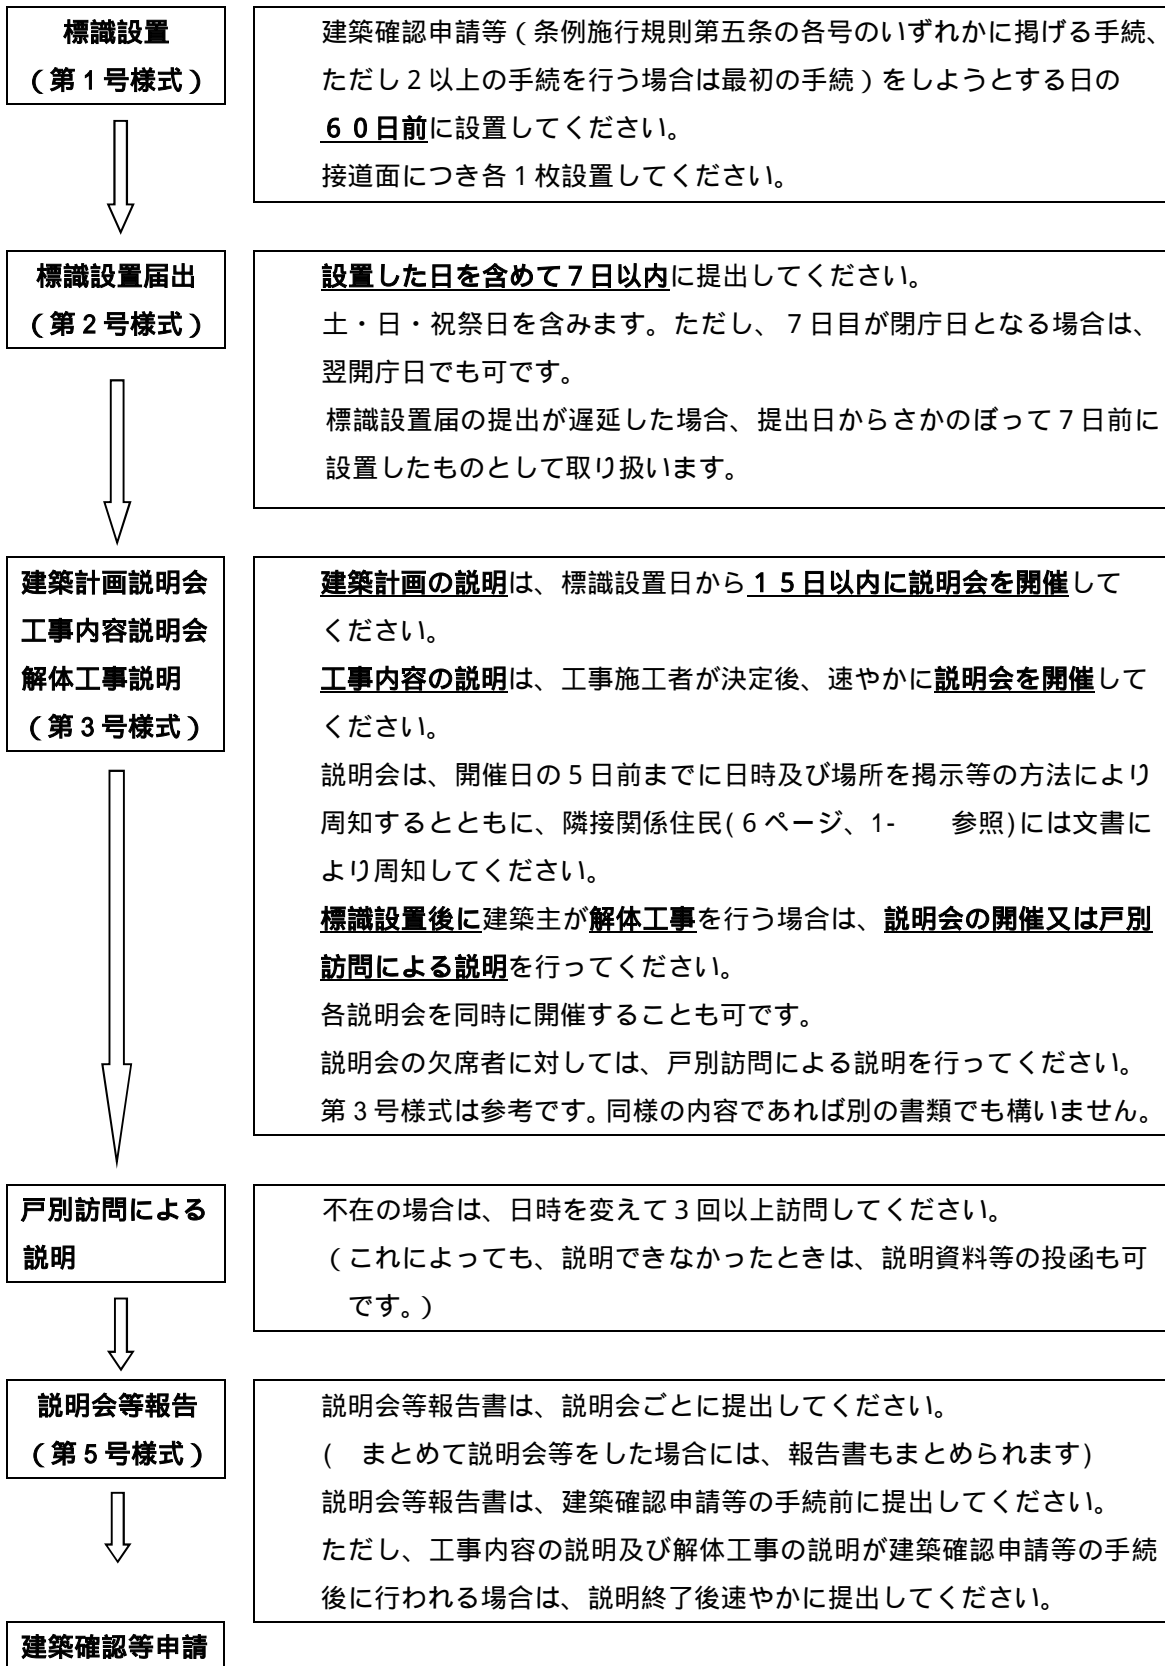 標識設置
（第１号様式）
建築確認申請等（条例施行規則第五条の各号のいずれかに掲げる手続、
ただし２以上の手続を行う場合は最初の手続）をしようとする日の
６０日前に設置してください。
接道面につき各１枚設置してください。
標識設置届出
（第２号様式）
設置した日を含めて７日以内に提出してください。
土・日・祝祭日を含みます。ただし、７日目が閉庁日となる場合は、
翌開庁日でも可です。
標識設置届の提出が遅延した場合、提出日からさかのぼって７日前に
設置したものとして取り扱います。
建築計画説明会
工事内容説明会
解体工事説明
（第３号様式）
建築計画の説明は、標識設置日から１５日以内に説明会を開催して
ください。
工事内容の説明は、工事施工者が決定後、速やかに説明会を開催して
ください。
説明会は、開催日の５日前までに日時及び場所を掲示等の方法により
周知するとともに、隣接関係住民(６ページ、1-　　参照)には文書に
より周知してください。
標識設置後に建築主が解体工事を行う場合は、説明会の開催又は戸別
訪問による説明を行ってください。
各説明会を同時に開催することも可です。
説明会の欠席者に対しては、戸別訪問による説明を行ってください。
第３号様式は参考です。同様の内容であれば別の書類でも構いません。
戸別訪問による
説明
不在の場合は、日時を変えて３回以上訪問してください。
（これによっても、説明できなかったときは、説明資料等の投函も可
です。）
説明会等報告
（第５号様式）
説明会等報告書は、説明会ごとに提出してください。
(　まとめて説明会等をした場合には、報告書もまとめられます)
説明会等報告書は、建築確認申請等の手続前に提出してください。
ただし、工事内容の説明及び解体工事の説明が建築確認申請等の手続
後に行われる場合は、説明終了後速やかに提出してください。
建築確認等申請